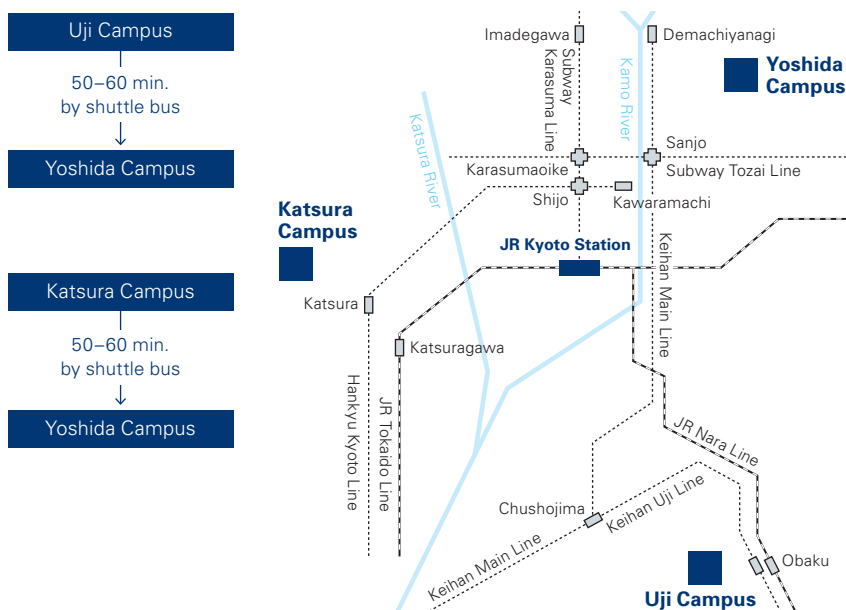 Uji Campus
50–60 min.
by shuttle bus
Yoshida Campus
Katsura Campus
50–60 min.
by shuttle bus
Yoshida Campus
Imadegawa
Demachiyanagi
Subway
Karasuma Line
Kamo River
Yoshida
Campus
Katsura River
Sanjo
Karasumaoike
Subway Tozai Line
Shijo
Kawaramachi
Katsura
Campus
JR Kyoto Station
Keihan Main Line
Katsura
Katsuragawa
Hankyu Kyoto Line
JR Tokaido Line
JR Nara Line
Chushojima
Keihan Uji Line
Keihan Main Line
Obaku
Uji Campus